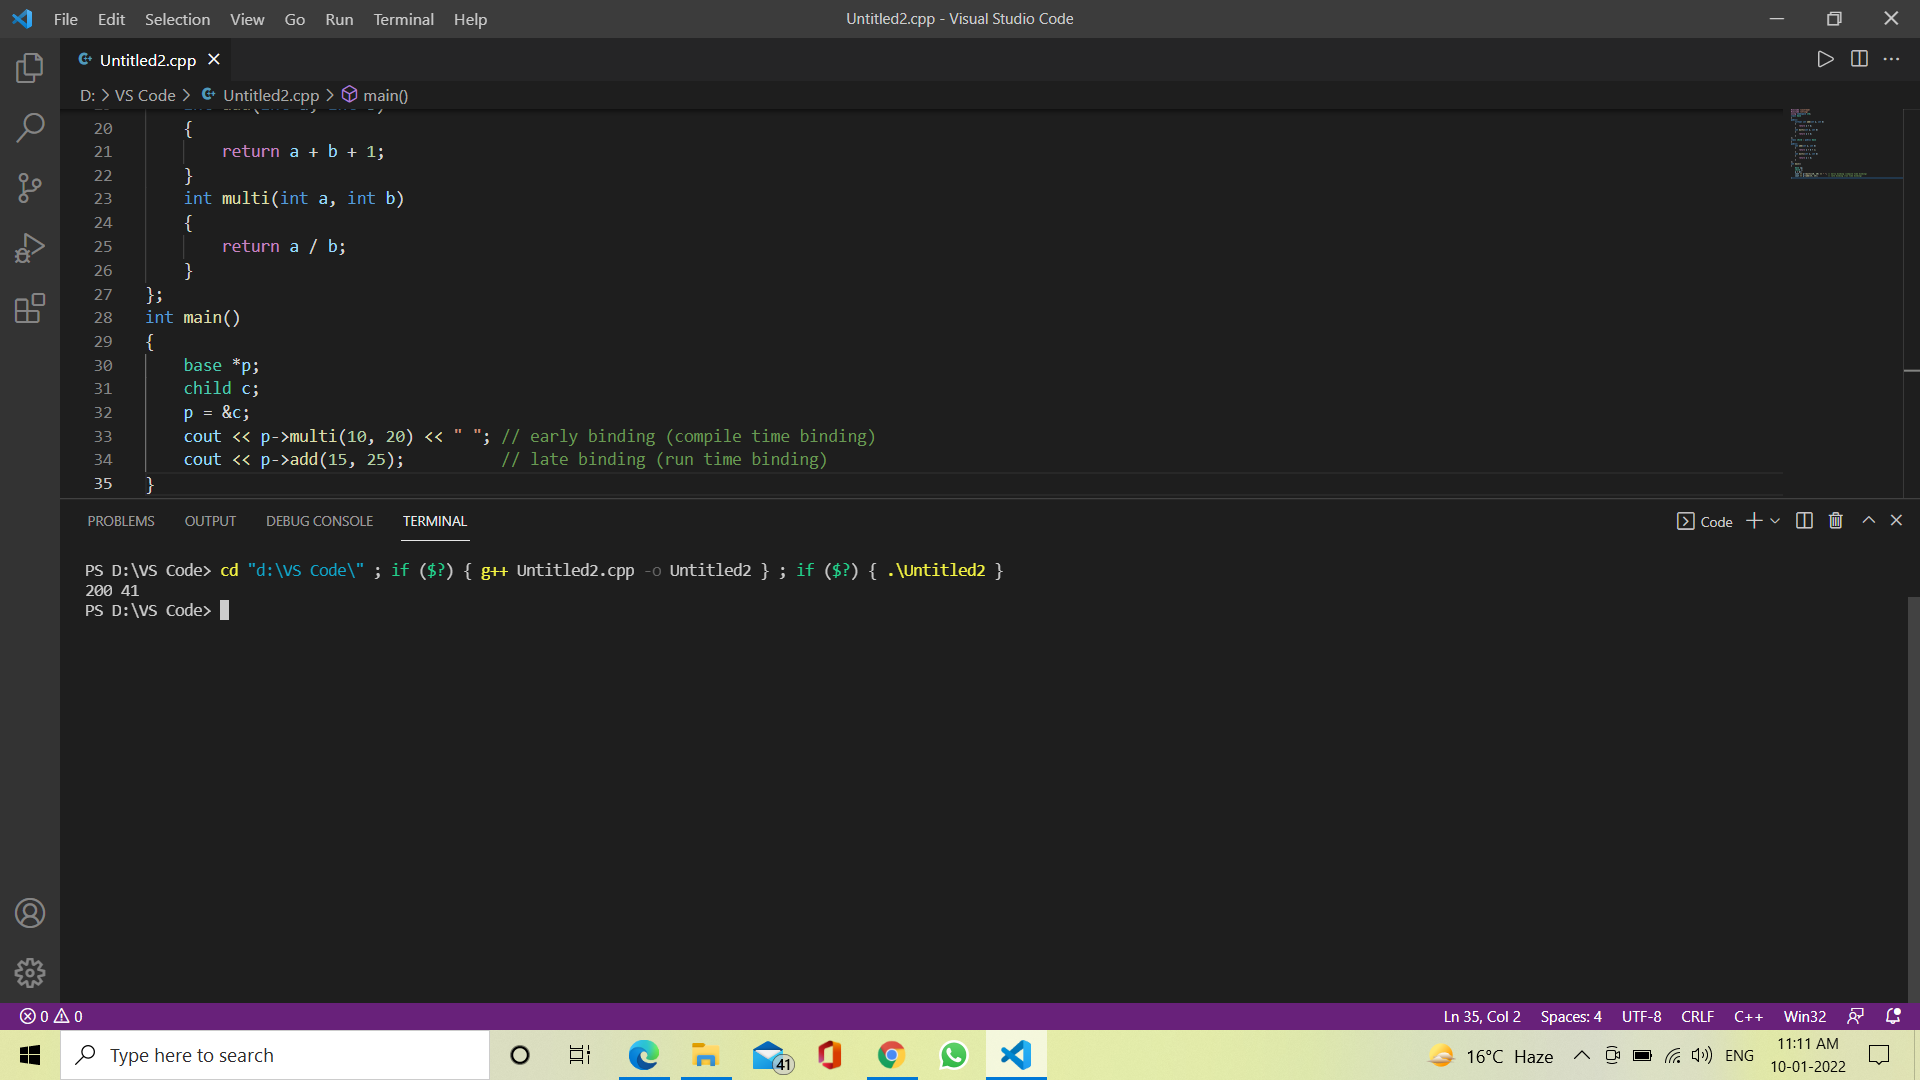 File Edit Selection View Go Run Terminal Help
Untitled2.cpp - Visual Studio Code
Untitled2.cpp
D: > VS Code > Untitled2.cpp > main()
20 {
21 return a + b + 1;
22 }
23 int multi(int a, int b)
24 {
25 return a / b;
26 }
27 };
28 int main()
29 {
30 base *p;
31 child c;
32 p = &c;
33 cout << p->multi(10, 20) << " "; // early binding (compile time binding)
34 cout << p->add(15, 25); // late binding (run time binding)
35 }
PROBLEMS OUTPUT DEBUG CONSOLE TERMINAL
Code
PS D:\VS Code> cd "d:\VS Code\" ; if ($?) { g++ Untitled2.cpp -o Untitled2 } ; if ($?) { .\Untitled2 }
200 41
PS D:\VS Code>
0 0
Ln 35, Col 2 Spaces: 4 UTF-8 CRLF C++ Win32
Type here to search
41
16°C Haze
ENG
11:11 AM
10-01-2022